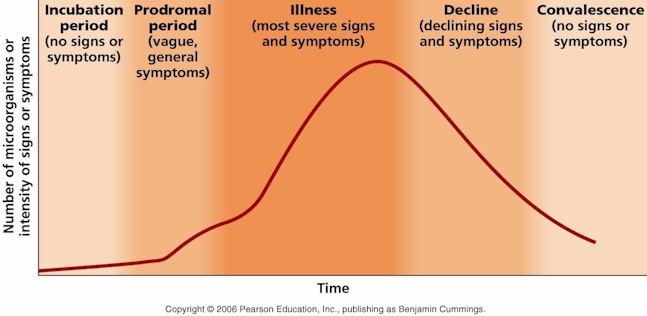 Incubation
period
(no signs or
symptoms)
Prodromal
period
(vague,
general
symptoms)
Illness
(most severe signs
and symptoms)
Decline
(declining signs
and symptoms)
Convalescence
(no signs or
symptoms)
Number of microorganisms or
intensity of signs or symptoms
Time
Copyright © 2006 Pearson Education, Inc., publishing as Benjamin Cummings.